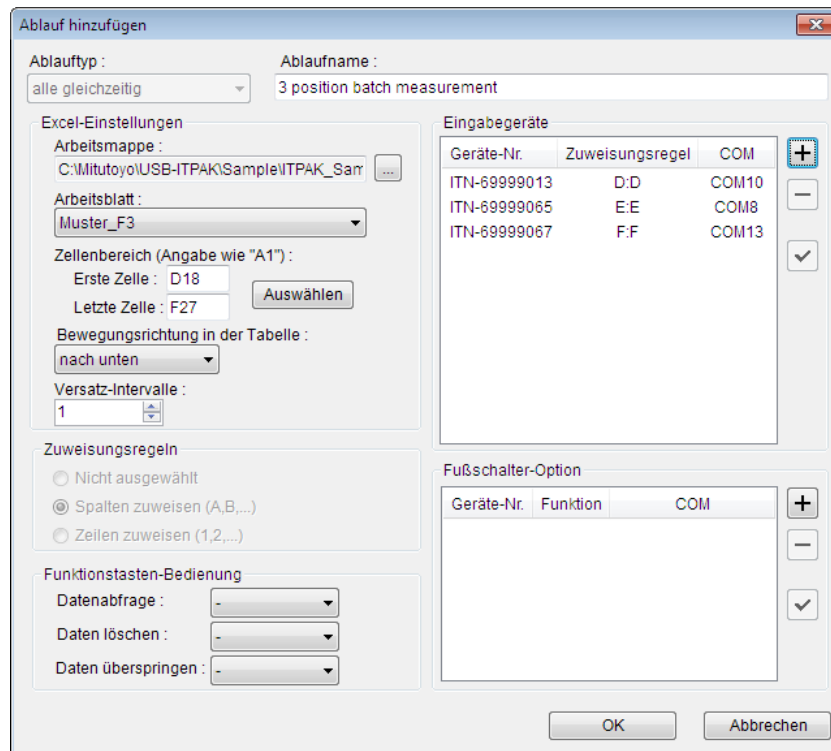 Ablauf hinzufügen
Ablauftyp :
alle gleichzeitig
Ablaufname :
3 position batch measurement
Excel-Einstellungen
Arbeitsmappe :
C:\Mitutoyo\USB-ITPAK\Sample\ITPAK_Sam
...
Arbeitsblatt :
Muster_F3
Zellenbereich (Angabe wie "A1") :
Erste Zelle : D18
Letzte Zelle : F27
Auswählen
Bewegungsrichtung in der Tabelle :
nach unten
Versatz-Intervalle :
1
Zuweisungsregeln
Nicht ausgewählt
Spalten zuweisen (A,B,...)
Zeilen zuweisen (1,2,...)
Funktionstasten-Bedienung
Datenabfrage : -
Daten löschen : -
Daten überspringen : -
Eingabegeräte
Geräte-Nr. Zuweisungsregel COM
ITN-69999013 D:D COM10
ITN-69999065 E:E COM8
ITN-69999067 F:F COM13
Fußschalter-Option
Geräte-Nr. Funktion COM
OK
Abbrechen